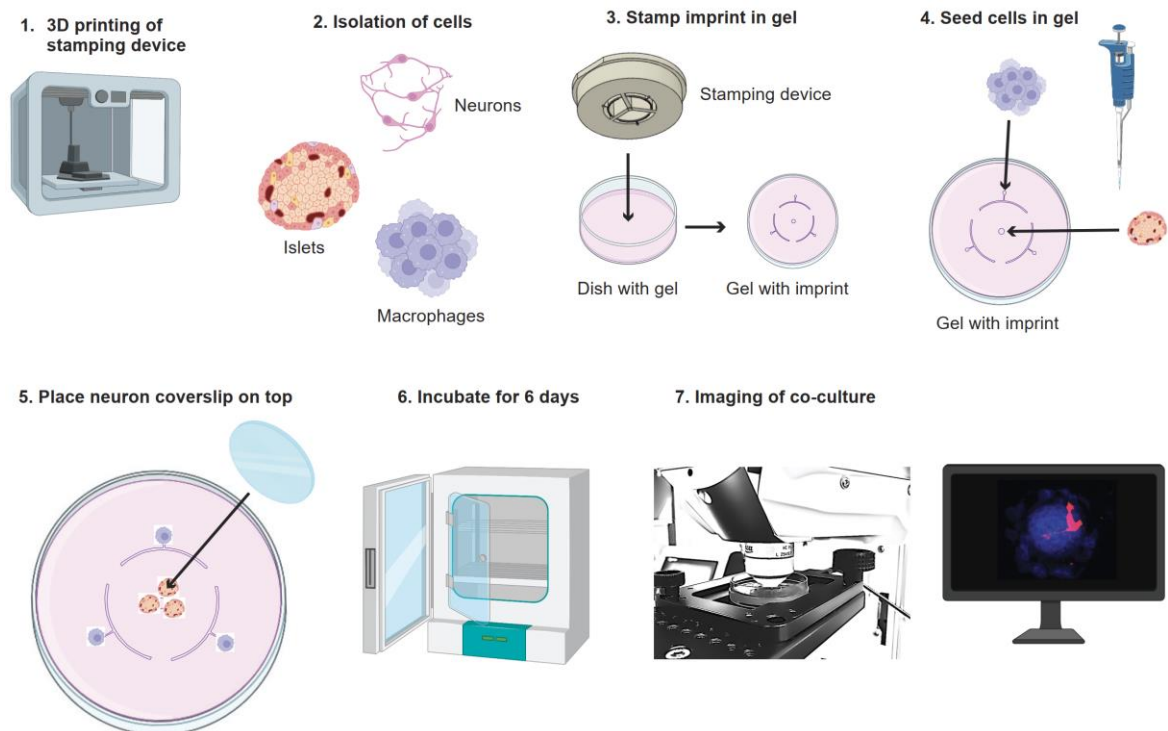 1. 3D printing of
stamping device
2. Isolation of cells
Neurons
Islets
Macrophages
3. Stamp imprint in gel
Stamping device
Dish with gel
Gel with imprint
4. Seed cells in gel
Gel with imprint
5. Place neuron coverslip on top
6. Incubate for 6 days
7. Imaging of co-culture